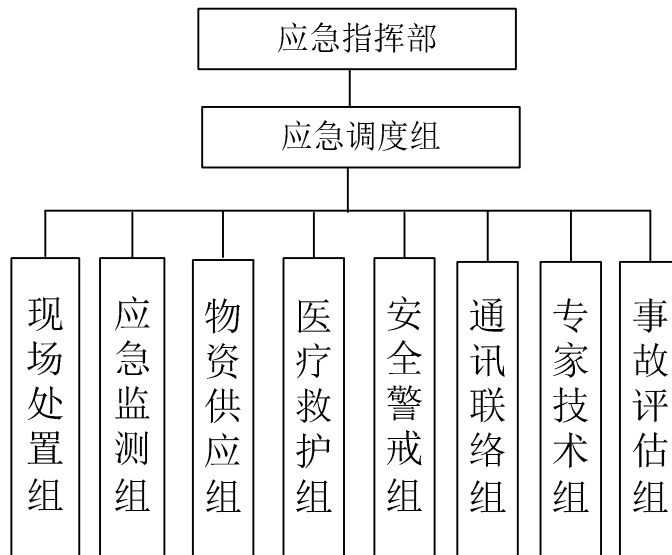 应急指挥部
应急调度组
现场处置组
应急监测组
物资供应组
医疗救护组
安全警戒组
通讯联络组
专家技术组
事故评估组